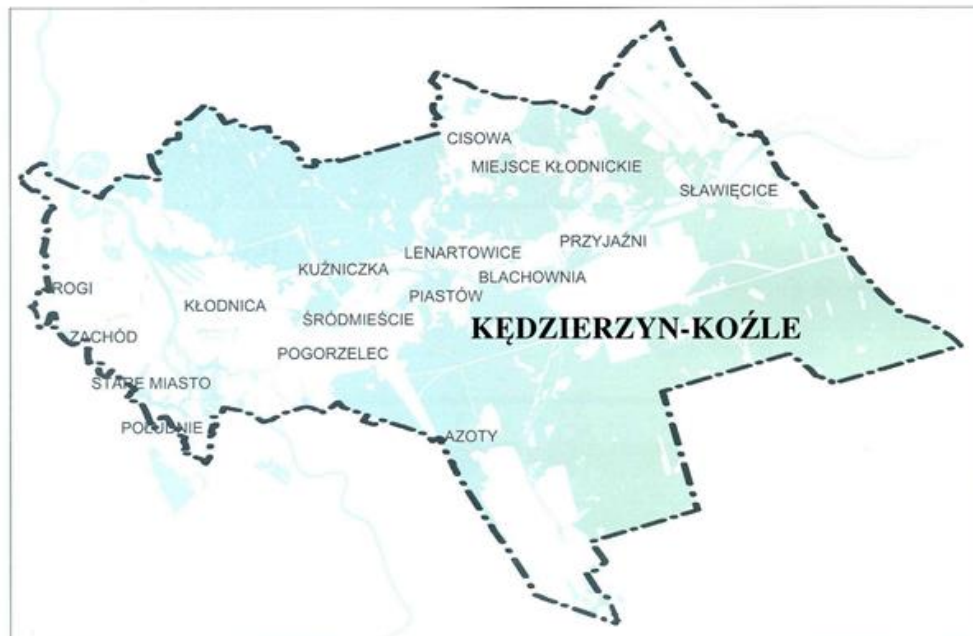 CISOWA
MIEJSCE KŁODNICKIE
SŁAWIĘCICE
PRZYJAŹNI
LENARTOWICE
KUŹNICZKA
BLACHOWNIA
ROGI
PIASTÓW
KŁODNICA
ŚRÓDMIEŚCIE
KĘDZIERZYN-KOŹLE
ZACHÓD
POGORZELEC
STARE MIASTO
POŁUDNIE
AZOTY